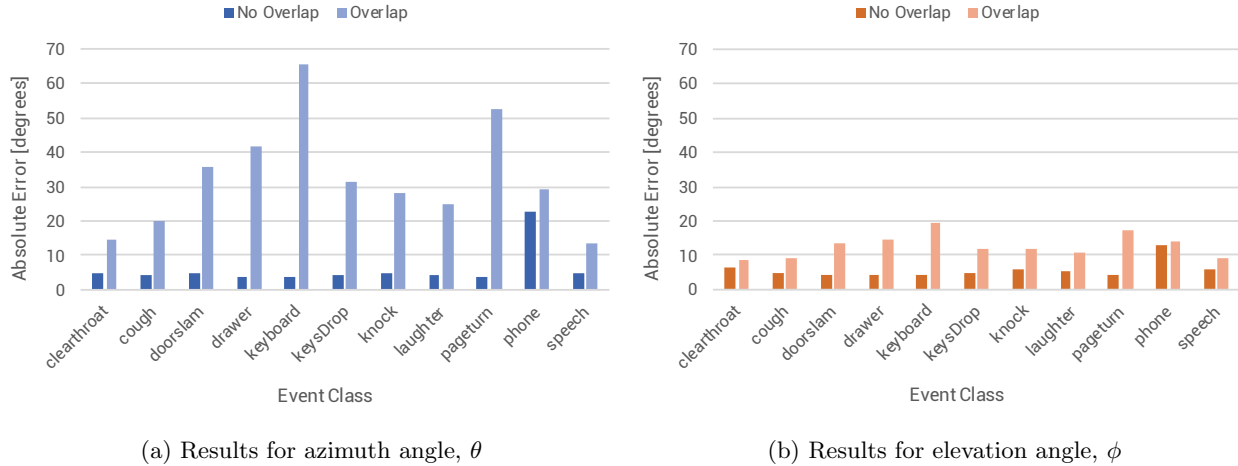 No Overlap Overlap
Absolute Error [degrees]
70
60
50
40
30
20
10
0
clearthroat
cough
doorslam
drawer
keyboard
keysDrop
knock
laughter
pageturn
phone
speech
Event Class
(a) Results for azimuth angle, θ
No Overlap Overlap
Absolute Error [degrees]
70
60
50
40
30
20
10
0
clearthroat
cough
doorslam
drawer
keyboard
keysDrop
knock
laughter
pageturn
phone
speech
Event Class
(b) Results for elevation angle, ϕ